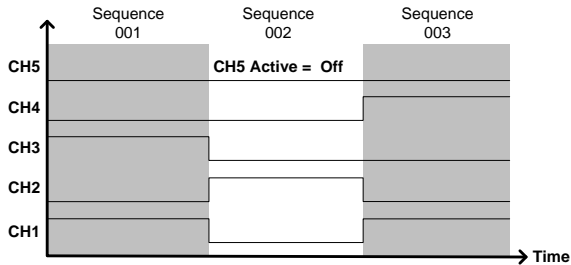 Sequence Sequence Sequence
001 002 003
CH5 CH5 Active = Off
CH4
CH3
CH2
CH1
Time